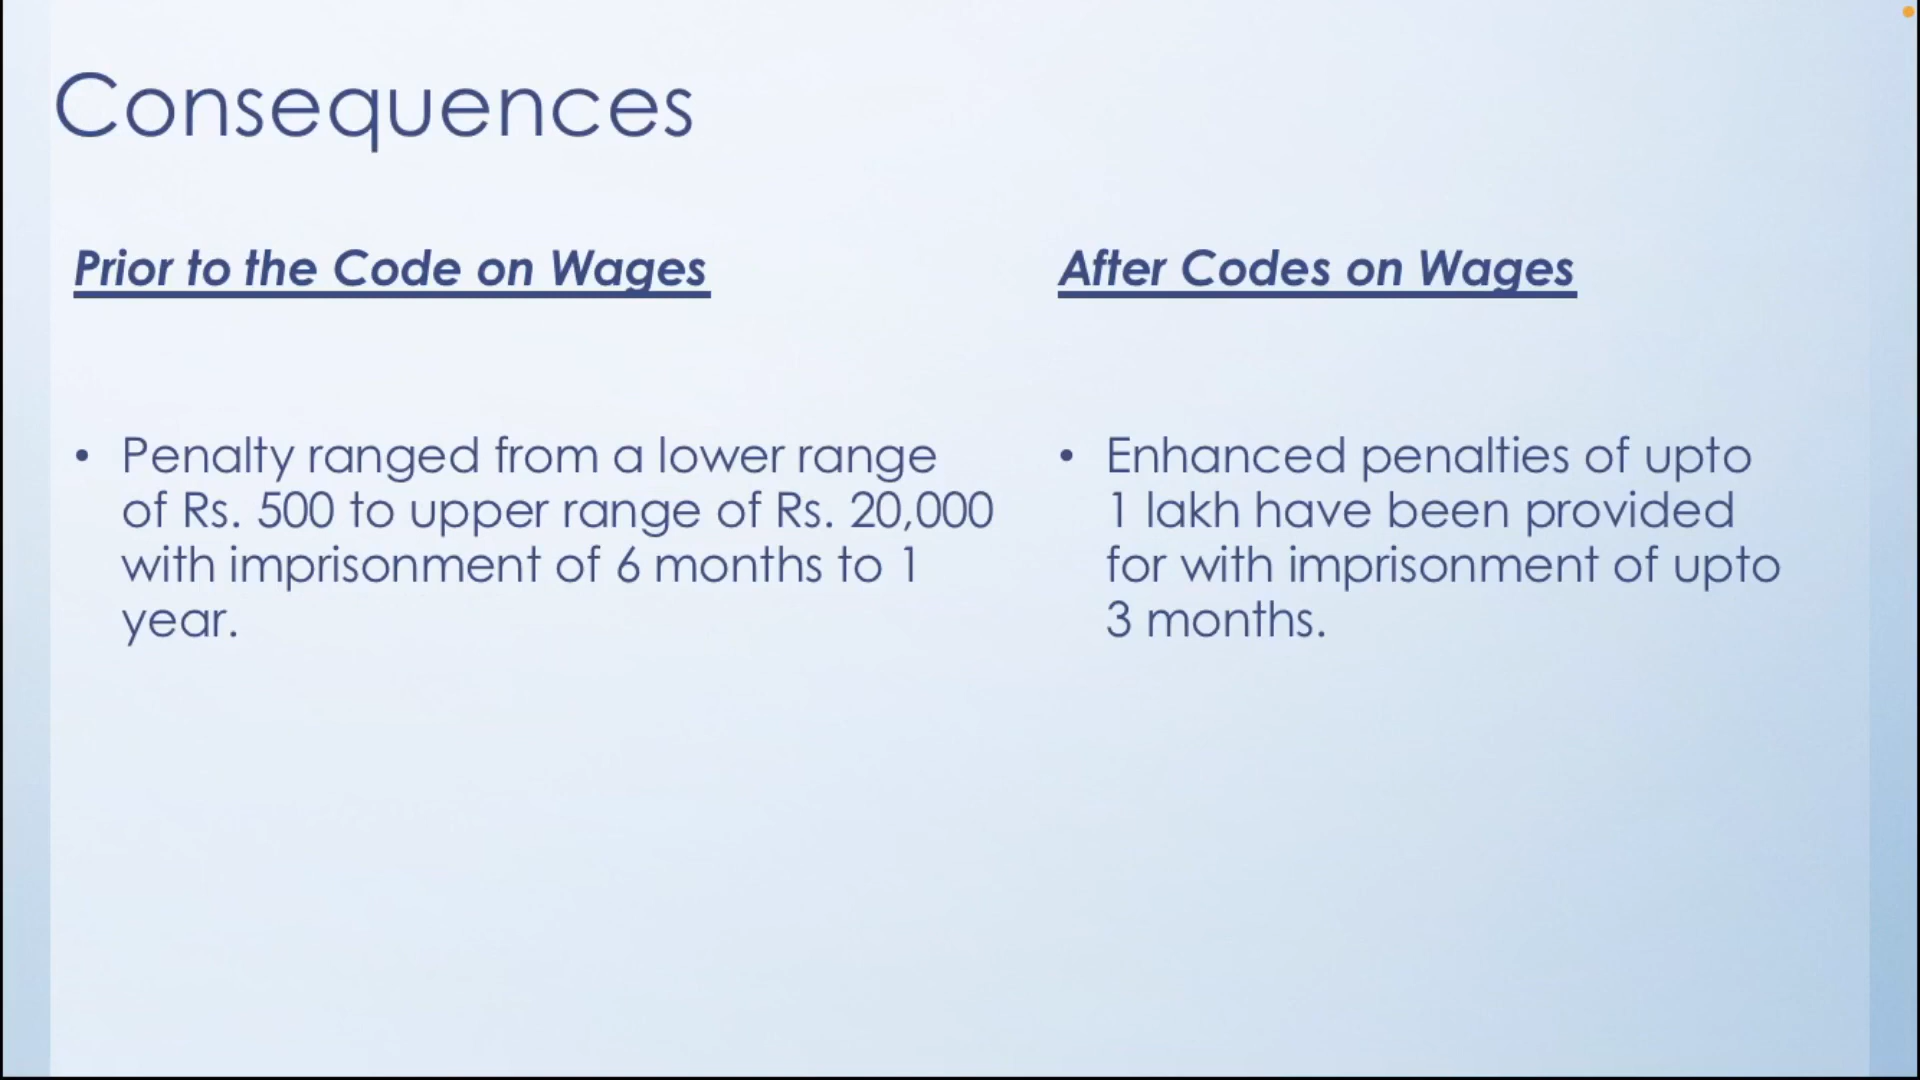 Consequences
Prior to the Code on Wages
• Penalty ranged from a lower range
of Rs. 500 to upper range of Rs. 20,000
with imprisonment of 6 months to 1
year.
After Codes on Wages
• Enhanced penalties of upto
1 lakh have been provided
for with imprisonment of upto
3 months.